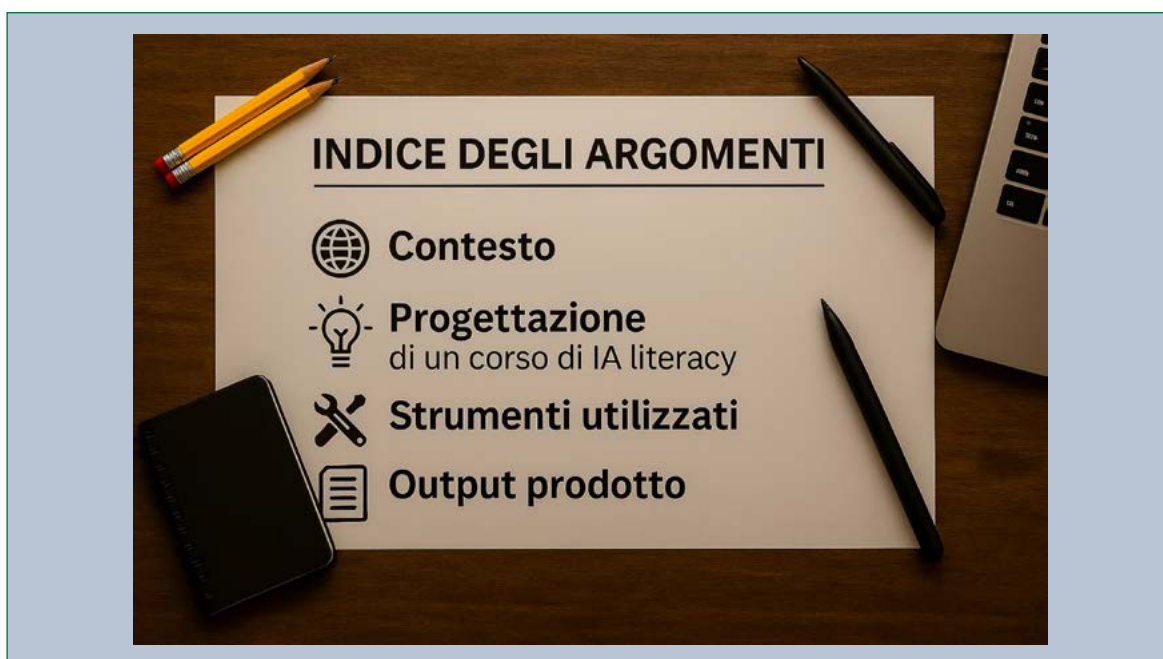 INDICE DEGLI ARGOMENTI
Contesto
Progettazione
di un corso di IA literacy
Strumenti utilizzati
Output prodotto